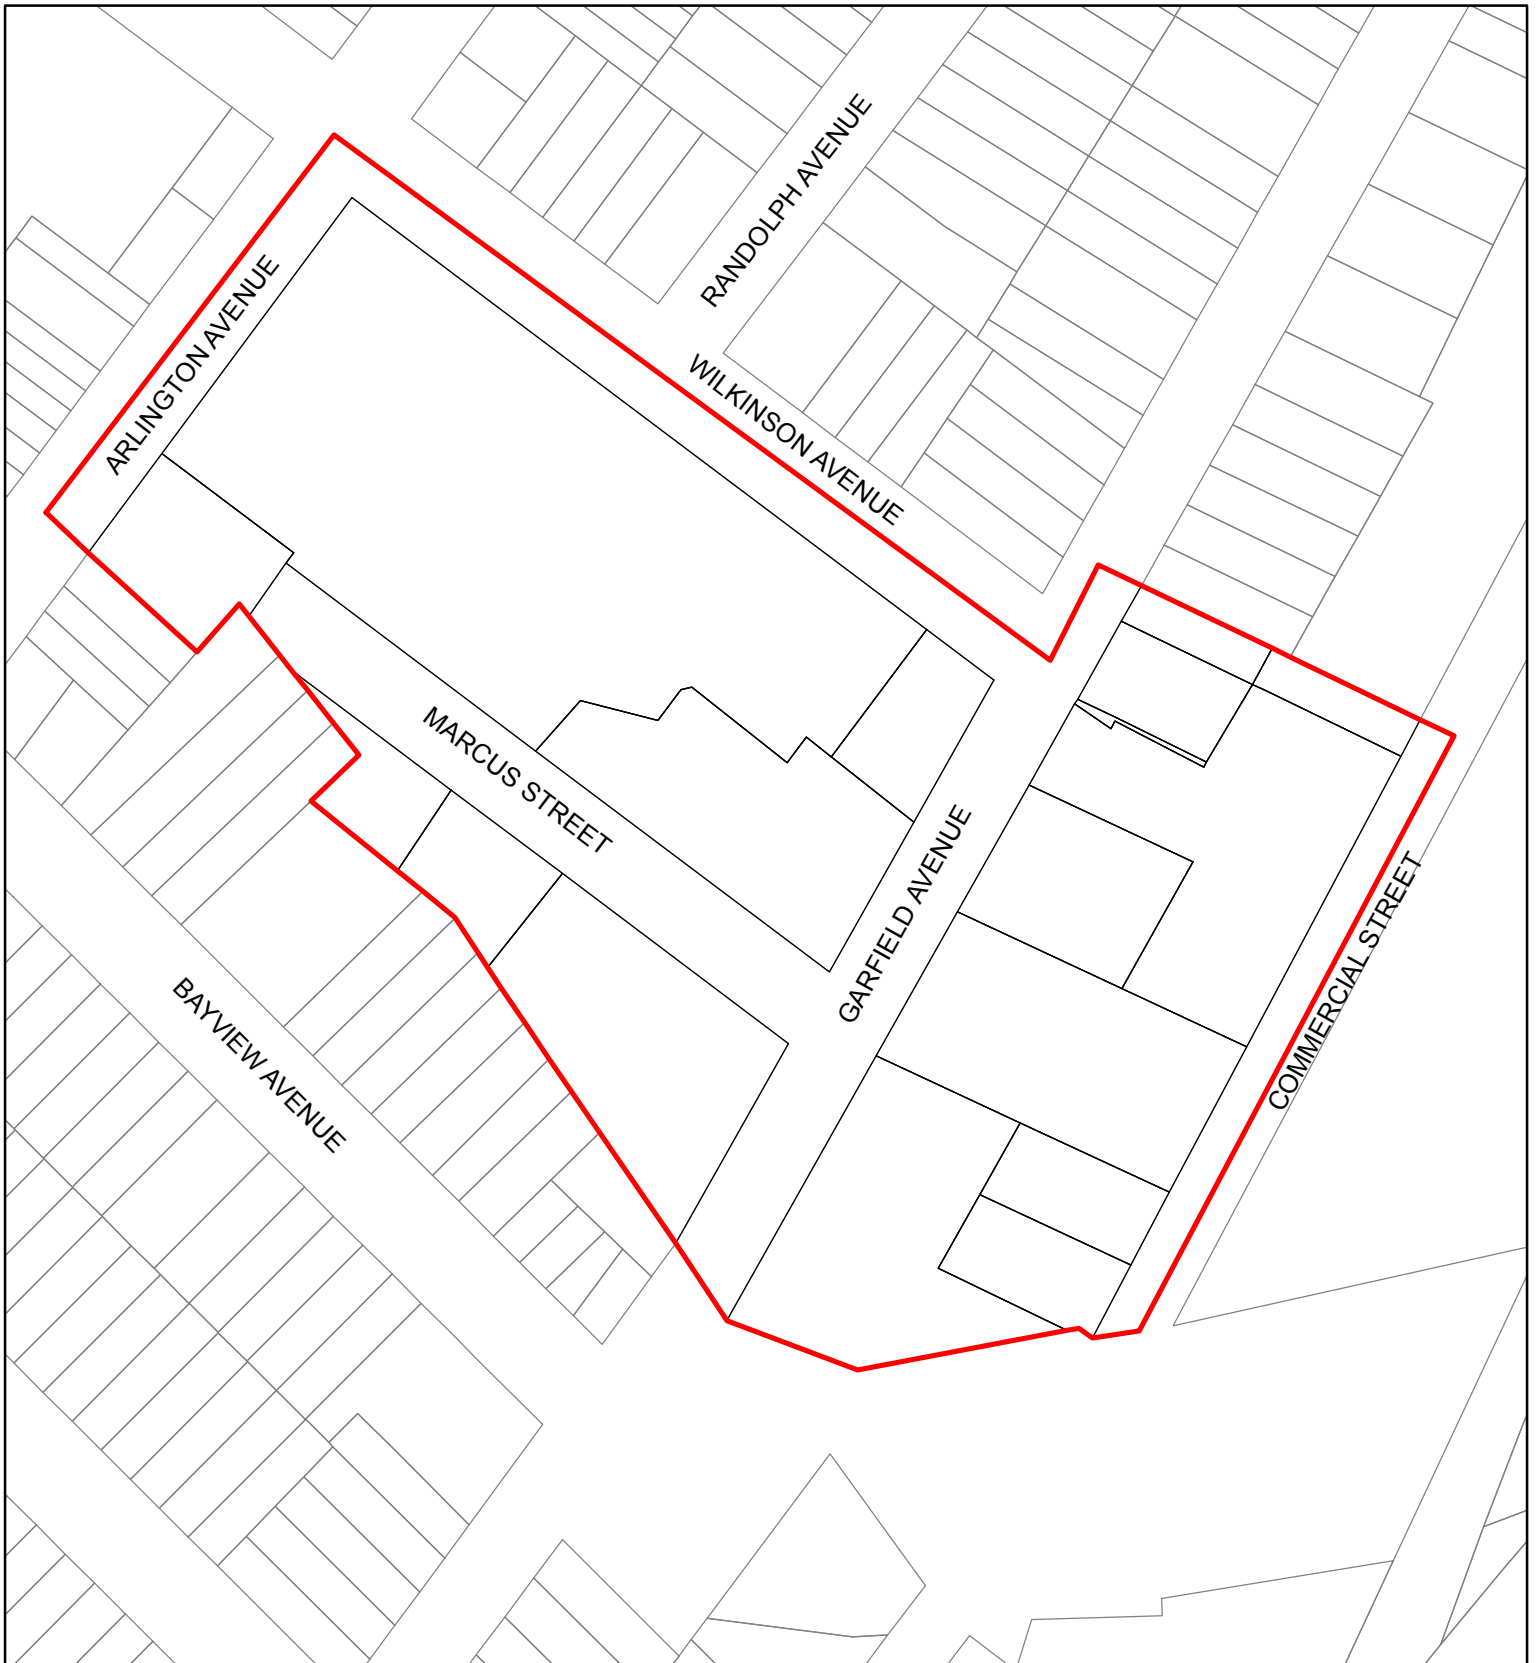 RANDOLPH AVENUE
ARLINGTON AVENUE
WILKINSON AVENUE
MARCUS STREET
GARFIELD AVENUE
COMMERCIAL STREET
BAYVIEW AVENUE